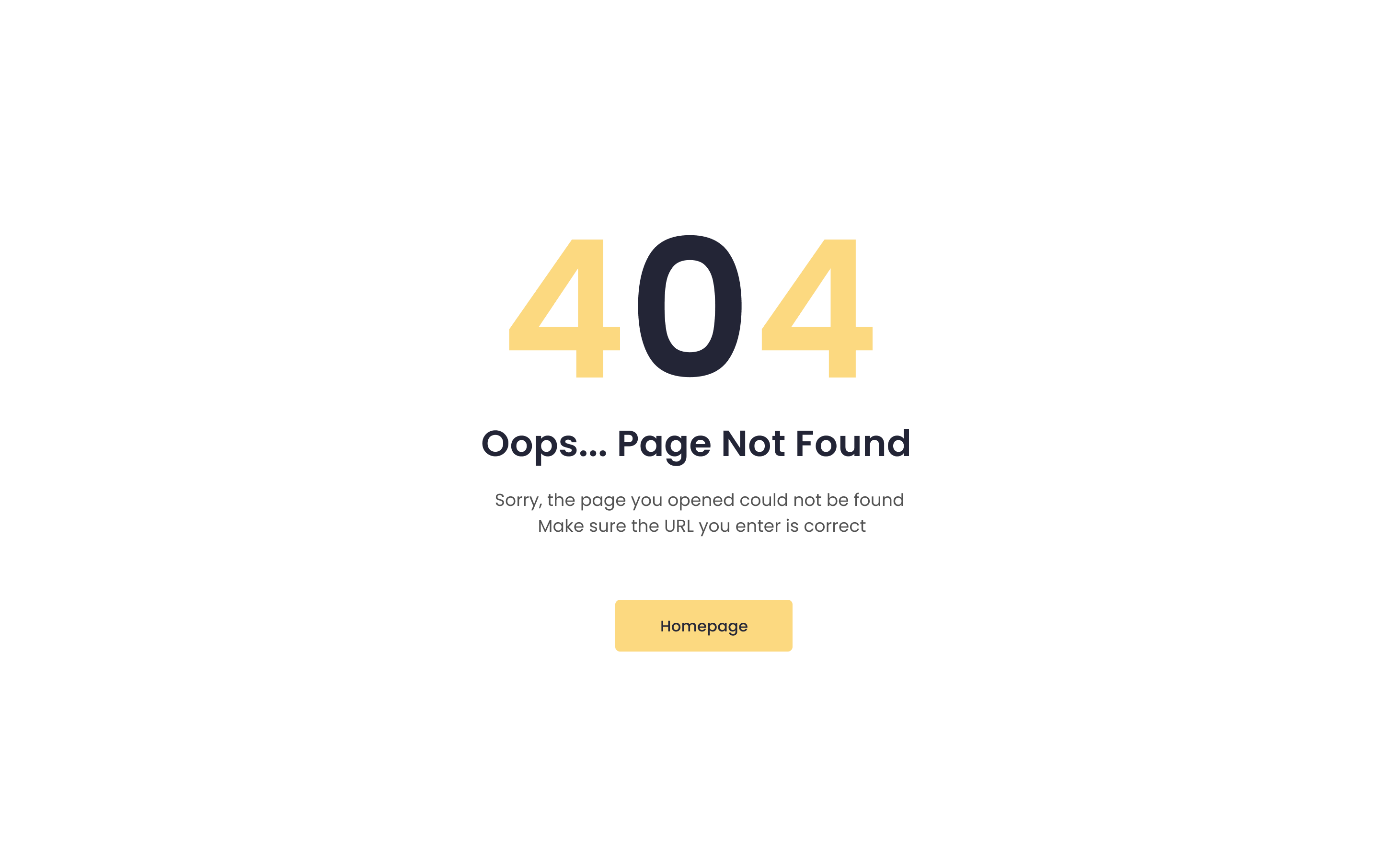 404
Oops... Page Not Found
Sorry, the page you opened could not be found
Make sure the URL you enter is correct
Homepage